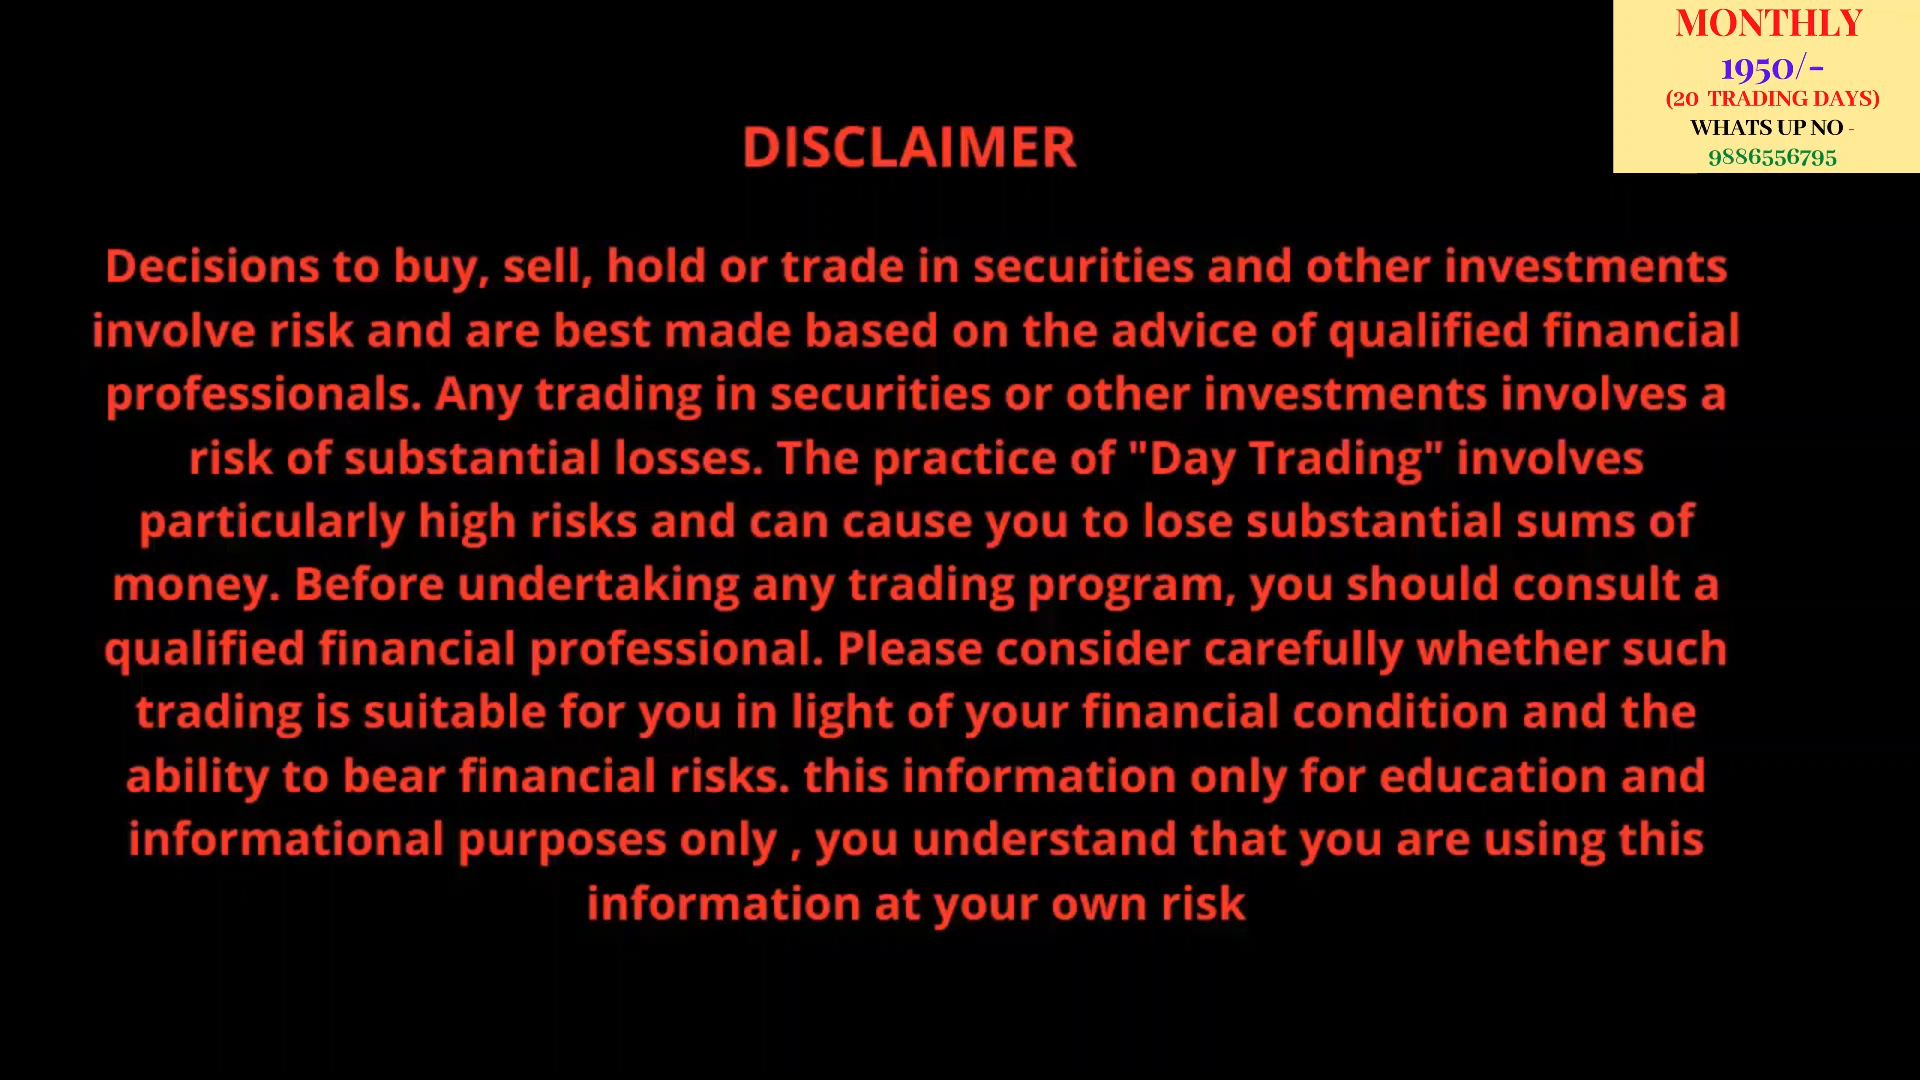 MONTHLY
1950/-
(20 TRADING DAYS)
WHATS UP NO -
9886556795
DISCLAIMER
Decisions to buy, sell, hold or trade in securities and other investments
involve risk and are best made based on the advice of qualified financial
professionals. Any trading in securities or other investments involves a
risk of substantial losses. The practice of "Day Trading" involves
particularly high risks and can cause you to lose substantial sums of
money. Before undertaking any trading program, you should consult a
qualified financial professional. Please consider carefully whether such
trading is suitable for you in light of your financial condition and the
ability to bear financial risks. this information only for education and
informational purposes only , you understand that you are using this
information at your own risk